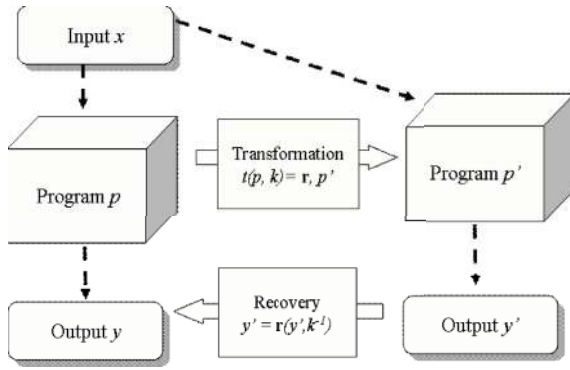 Input x
Program p
Transformation
t(p, k)= r, p'
Program p'
Recovery
y' = r(y',k⁻¹)
Output y
Output y'